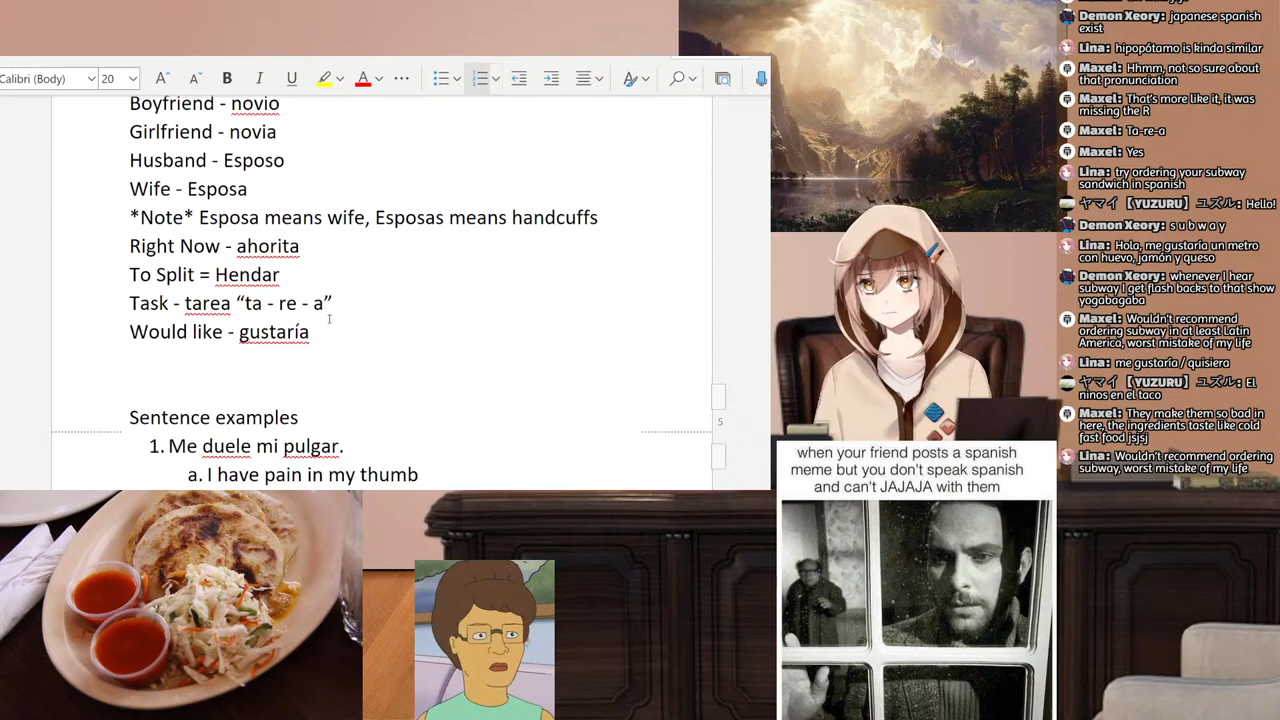 Calibri (Body)
20
B
I
U
A
Boyfriend - novio
Girlfriend - novia
Husband - Esposo
Wife - Esposa
*Note* Esposa means wife, Esposas means handcuffs
Right Now - ahorita
To Split = Hendar
Task - tarea “ta - re - a”
Would like - gustaría
Sentence examples
1. Me duele mi pulgar.
a. I have pain in my thumb
5
Demon Xeory: japanese spanish
exist
Lina: hipopótamo is kinda similar
Maxel: Hhmm, not so sure about
that pronunciation
Maxel: That's more like it, it was
missing the R
Maxel: Ta-re-a
Maxel: Yes
Lina: try ordering your subway
sandwich in spanish
ヤマイ【YUZURU】ユズル: Hello!
Demon Xeory: s u b w a y
Lina: Hola, me gustaría un metro
con huevo, jamón y queso
Demon Xeory: whenever I hear
subway I get flash backs to that show
yogabagaba
Maxel: Wouldn't recommend
ordering subway in at least Latin
America, worst mistake of my life
Lina: me gustaría / quisiera
ヤマイ【YUZURU】ユズル: El
ninos en el taco
Maxel: They make them so bad in
here, the ingredients taste like cold
fast food jsjsj
Lina: Wouldn't recommend ordering
subway, worst mistake of my life
when your friend posts a spanish
meme but you don't speak spanish
and can't JAJAJA with them